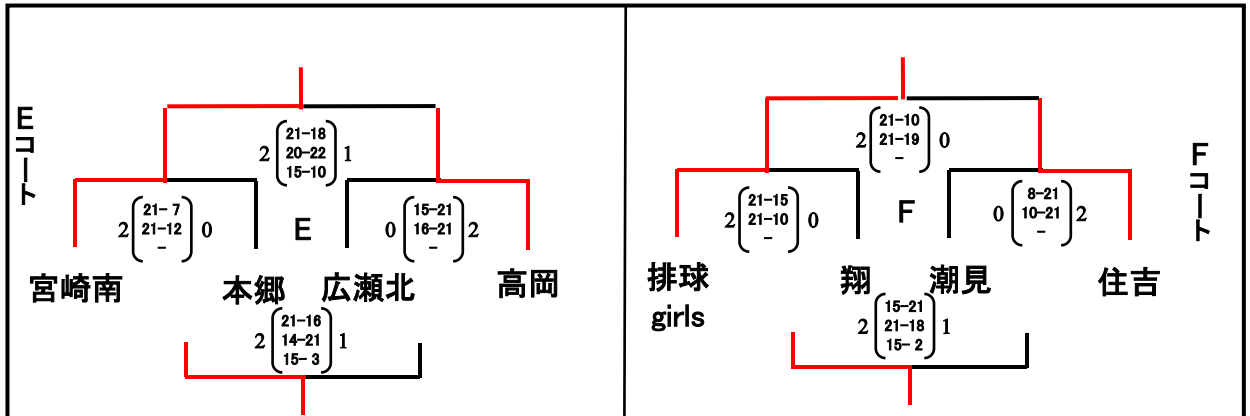 Eコート
2 21-18 1
20-22
15-10
2 21- 7 0
21-12
-
E
0 15-21 2
16-21
-
宮崎南 本郷 広瀬北 高岡
2 21-16 1
14-21
15- 3
Fコート
2 21-10 0
21-19
-
2 21-15 0
21-10
-
F
0 8-21 2
10-21
-
排球 翔 潮見 住吉
girls
2 15-21 1
21-18
15- 2